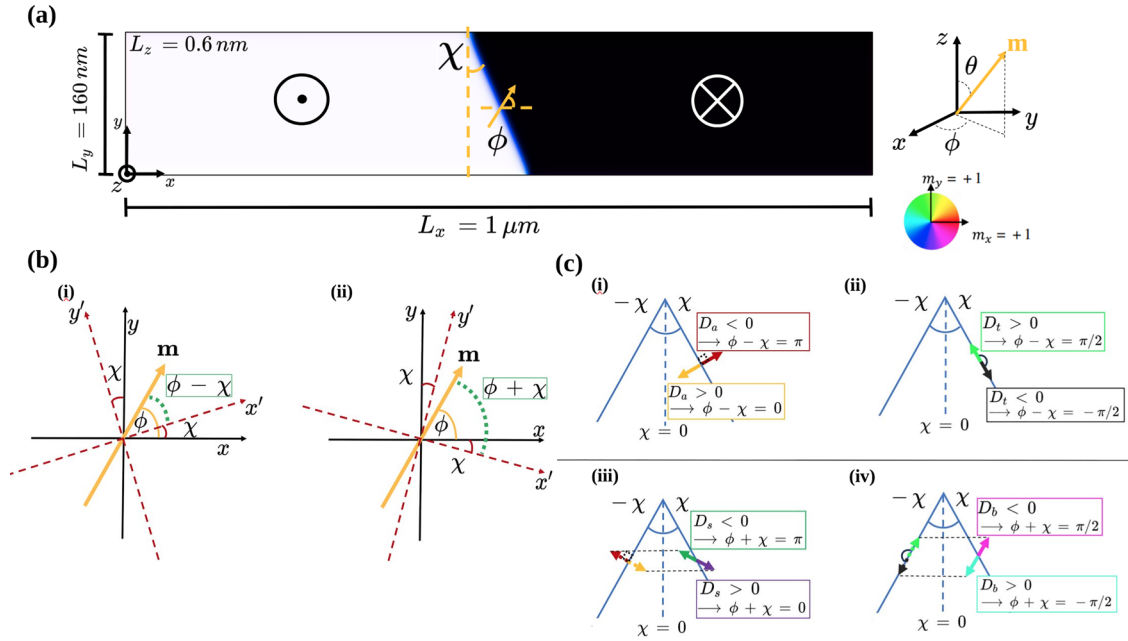 (a)
L_z = 0.6 nm
L_y = 160 nm
χ
ϕ
y
z
x
L_x = 1 μm
z
m
θ
y
x
ϕ
m_y = +1
m_x = +1
(b)
(i)
y′
y
m
χ
ϕ − χ
x′
ϕ
χ
x
(ii)
y
y′
m
χ
ϕ + χ
ϕ
x
χ
x′
(c)
(i)
− χ
χ
D_a < 0
⟶ ϕ − χ = π
D_a > 0
⟶ ϕ − χ = 0
χ = 0
(ii)
− χ
χ
D_t > 0
⟶ ϕ − χ = π/2
D_t < 0
⟶ ϕ − χ = − π/2
χ = 0
(iii)
− χ
χ
D_s < 0
⟶ ϕ + χ = π
D_s > 0
⟶ ϕ + χ = 0
χ = 0
(iv)
− χ
χ
D_b < 0
⟶ ϕ + χ = π/2
D_b > 0
⟶ ϕ + χ = − π/2
χ = 0